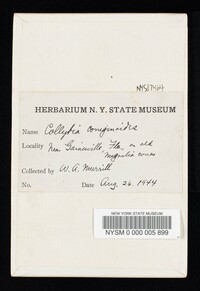 HERBARIUM N. Y. STATE MUSEUM
Name Collybia conigenoides
Locality Near Gainesville, Fla, on old
Magnolia cones
Collected by W. A. Murrill
No. Date Aug. 26. 1944
NEW YORK STATE MUSEUM
NYSM 0 000 005 899